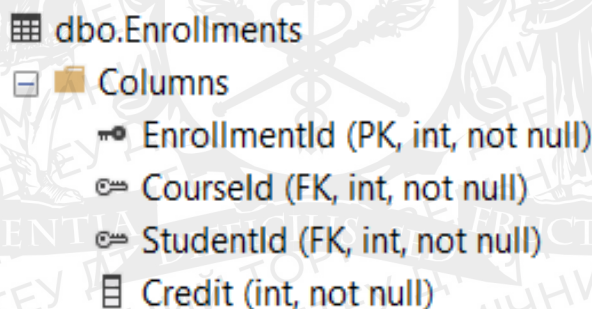 dbo.Enrollments
Columns
EnrollmentId (PK, int, not null)
CourseId (FK, int, not null)
StudentId (FK, int, not null)
Credit (int, not null)